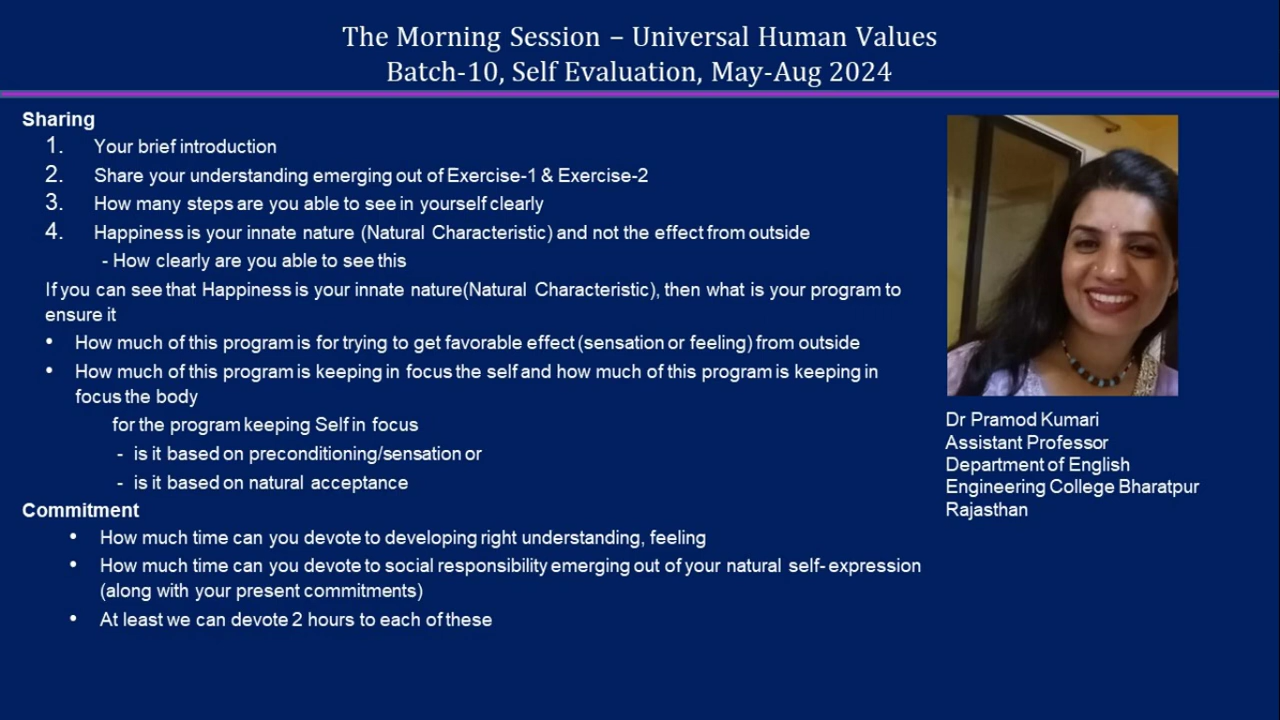 The Morning Session – Universal Human Values
Batch-10, Self Evaluation, May-Aug 2024
Sharing
1. Your brief introduction
2. Share your understanding emerging out of Exercise-1 & Exercise-2
3. How many steps are you able to see in yourself clearly
4. Happiness is your innate nature (Natural Characteristic) and not the effect from outside
- How clearly are you able to see this
If you can see that Happiness is your innate nature(Natural Characteristic), then what is your program to
ensure it
• How much of this program is for trying to get favorable effect (sensation or feeling) from outside
• How much of this program is keeping in focus the self and how much of this program is keeping in
focus the body
for the program keeping Self in focus
- is it based on preconditioning/sensation or
- is it based on natural acceptance
Commitment
• How much time can you devote to developing right understanding, feeling
• How much time can you devote to social responsibility emerging out of your natural self-expression
(along with your present commitments)
• At least we can devote 2 hours to each of these
Dr Pramod Kumari
Assistant Professor
Department of English
Engineering College Bharatpur
Rajasthan